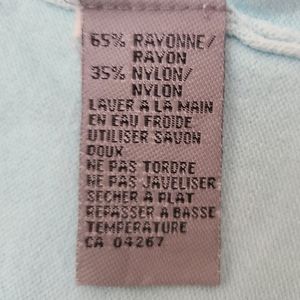 65% RAYONNE/
RAYON
35% NYLON/
NYLON
LAVER A LA MAIN
EN EAU FROIDE
UTILISER SAVON
DOUX
NE PAS TORDRE
NE PAS JAVELISER
SECHER A PLAT
REPASSER A BASSE
TEMPERATURE
CA 04267